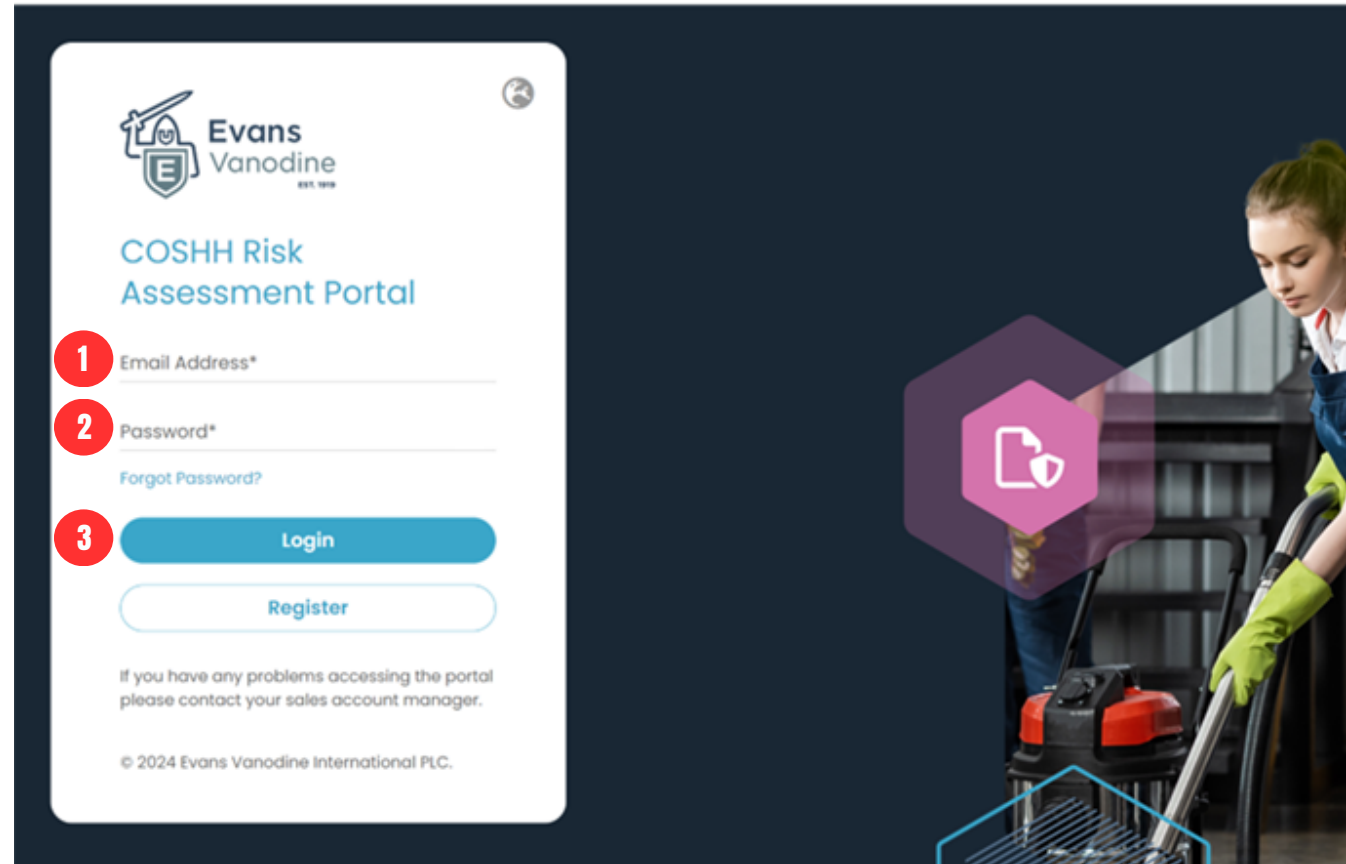 Evans
Vanodine
EST. 1919
E
COSHH Risk
Assessment Portal
1
Email Address*
2
Password*
Forgot Password?
3
Login
Register
If you have any problems accessing the portal
please contact your sales account manager.
© 2024 Evans Vanodine International PLC.